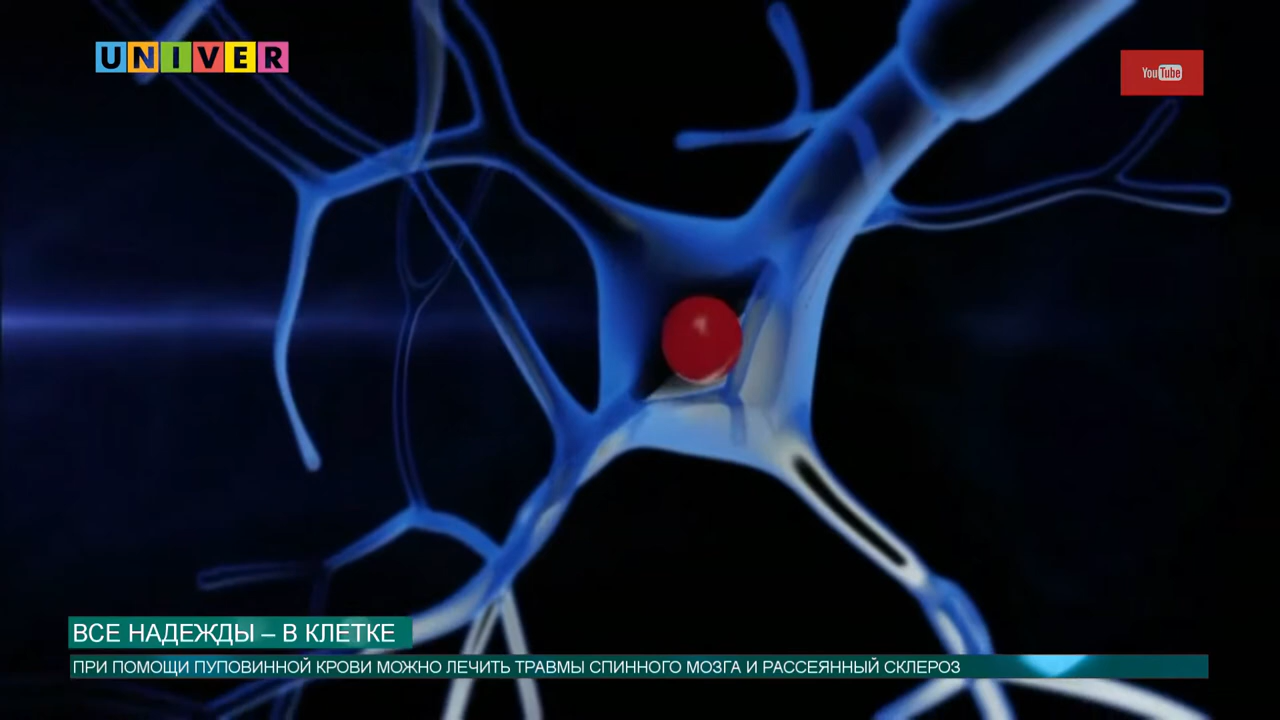 UNIVER
YouTube
ВСЕ НАДЕЖДЫ – В КЛЕТКЕ
ПРИ ПОМОЩИ ПУПОВИННОЙ КРОВИ МОЖНО ЛЕЧИТЬ ТРАВМЫ СПИННОГО МОЗГА И РАССЕЯННЫЙ СКЛЕРОЗ